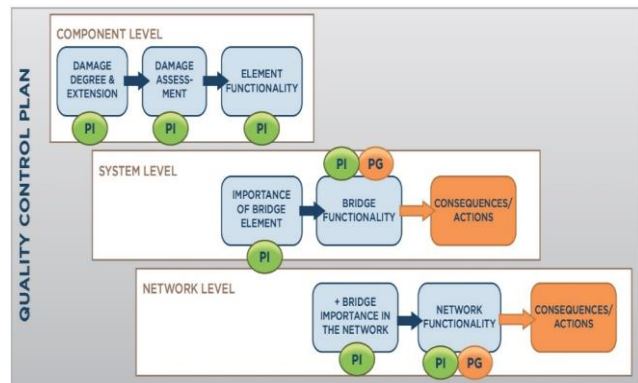 QUALITY CONTROL PLAN
COMPONENT LEVEL
DAMAGE
DEGREE &
EXTENSION
PI
DAMAGE
ASSESS-
MENT
PI
ELEMENT
FUNCTIONALITY
PI
SYSTEM LEVEL
IMPORTANCE
OF BRIDGE
ELEMENT
PI
PI
PG
BRIDGE
FUNCTIONALITY
CONSEQUENCES/
ACTIONS
NETWORK LEVEL
+ BRIDGE
IMPORTANCE IN
THE NETWORK
PI
NETWORK
FUNCTIONALITY
PI
PG
CONSEQUENCES/
ACTIONS